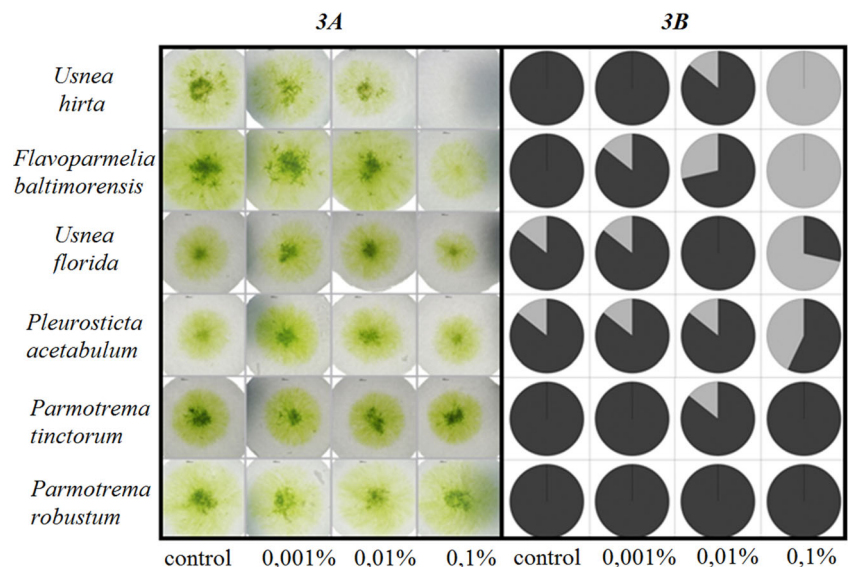 3A 3B
Usnea
hirta
Flavoparmelia
baltimorensis
Usnea
florida
Pleurosticta
acetabulum
Parmotrema
tinctorum
Parmotrema
robustum
control 0,001% 0,01% 0,1% control 0,001% 0,01% 0,1%